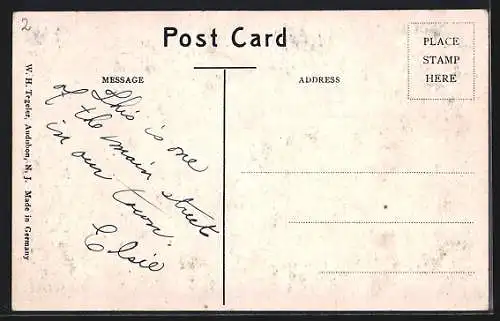 2
Post Card
MESSAGE
ADDRESS
PLACE
STAMP
HERE
This is one
of the main street
in our town.
Elsie
W. H. Tegeler, Audubon, N. J. Made in Germany